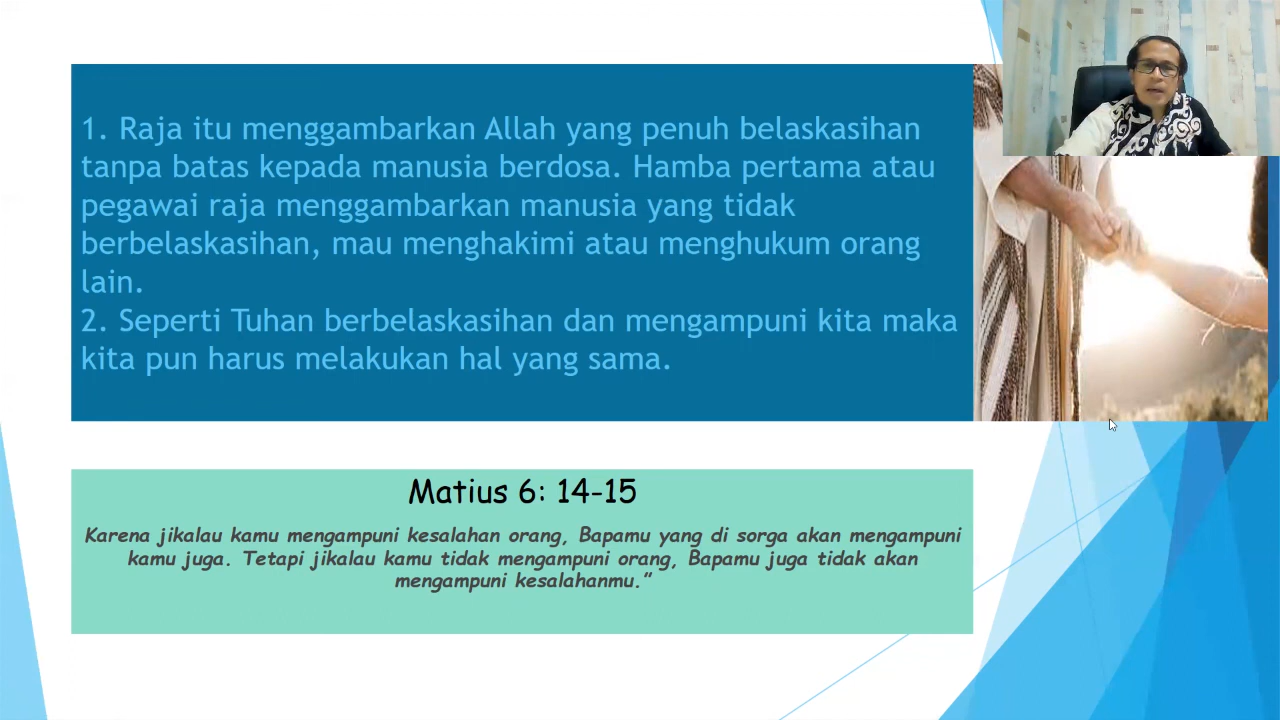 1. Raja itu menggambarkan Allah yang penuh belaskasihan
tanpa batas kepada manusia berdosa. Hamba pertama atau
pegawai raja menggambarkan manusia yang tidak
berbelaskasihan, mau menghakimi atau menghukum orang
lain.
2. Seperti Tuhan berbelaskasihan dan mengampuni kita maka
kita pun harus melakukan hal yang sama.
Matius 6: 14-15
Karena jikalau kamu mengampuni kesalahan orang, Bapamu yang di sorga akan mengampuni
kamu juga. Tetapi jikalau kamu tidak mengampuni orang, Bapamu juga tidak akan
mengampuni kesalahanmu.”